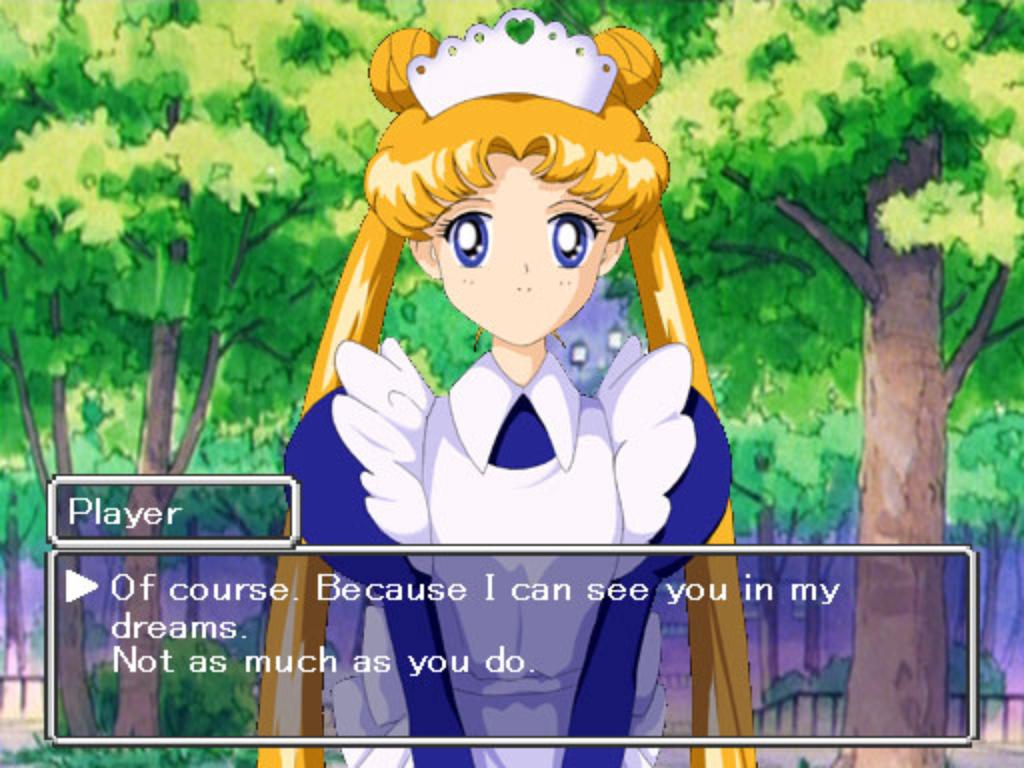 Player
Of course. Because I can see you in my
dreams.
Not as much as you do.